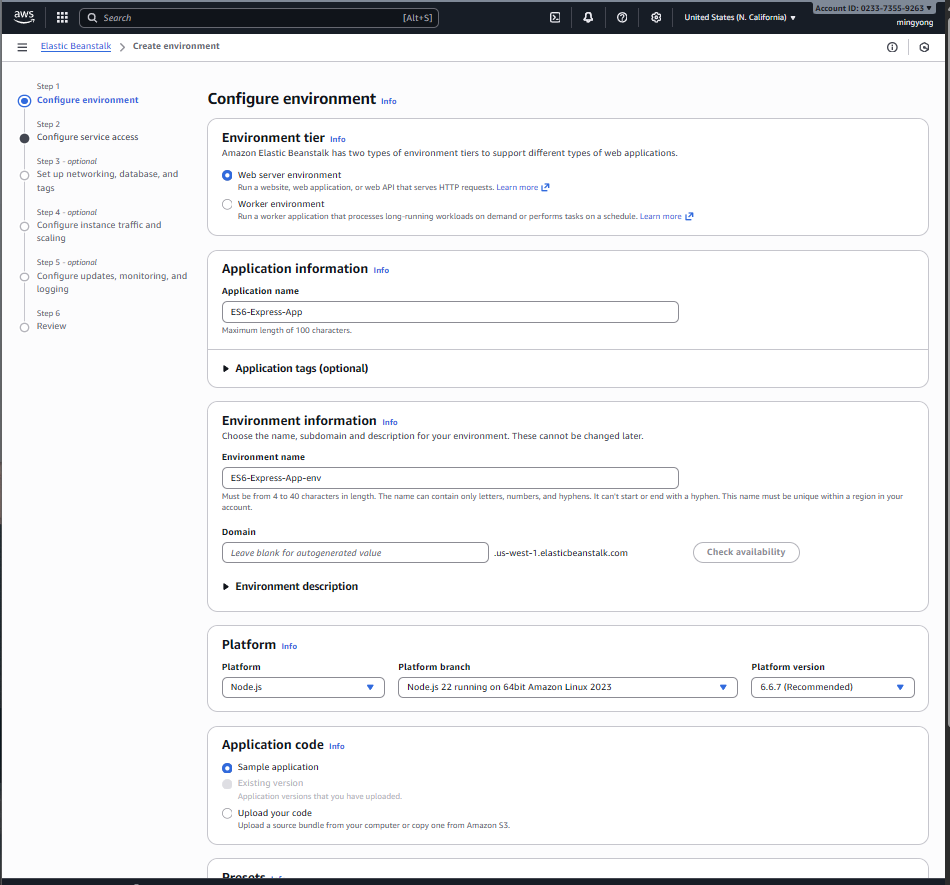 aws
Search
[Alt+S]
United States (N. California)
Account ID: 0233-7355-9263
mingyong
Elastic Beanstalk
Create environment
Step 1
Configure environment
Step 2
Configure service access
Step 3 - optional
Set up networking, database, and
tags
Step 4 - optional
Configure instance traffic and
scaling
Step 5 - optional
Configure updates, monitoring, and
logging
Step 6
Review
Configure environment Info
Environment tier Info
Amazon Elastic Beanstalk has two types of environment tiers to support different types of web applications.
Web server environment
Run a website, web application, or web API that serves HTTP requests. Learn more
Worker environment
Run a worker application that processes long-running workloads on demand or performs tasks on a schedule. Learn more
Application information Info
Application name
ES6-Express-App
Maximum length of 100 characters.
Application tags (optional)
Environment information Info
Choose the name, subdomain and description for your environment. These cannot be changed later.
Environment name
ES6-Express-App-env
Must be from 4 to 40 characters in length. The name can contain only letters, numbers, and hyphens. It can't start or end with a hyphen. This name must be unique within a region in your
account.
Domain
Leave blank for autogenerated value
.us-west-1.elasticbeanstalk.com
Check availability
Environment description
Platform Info
Platform
Node.js
Platform branch
Node.js 22 running on 64bit Amazon Linux 2023
Platform version
6.6.7 (Recommended)
Application code Info
Sample application
Existing version
Application versions that you have uploaded.
Upload your code
Upload a source bundle from your computer or copy one from Amazon S3.
Presets Info